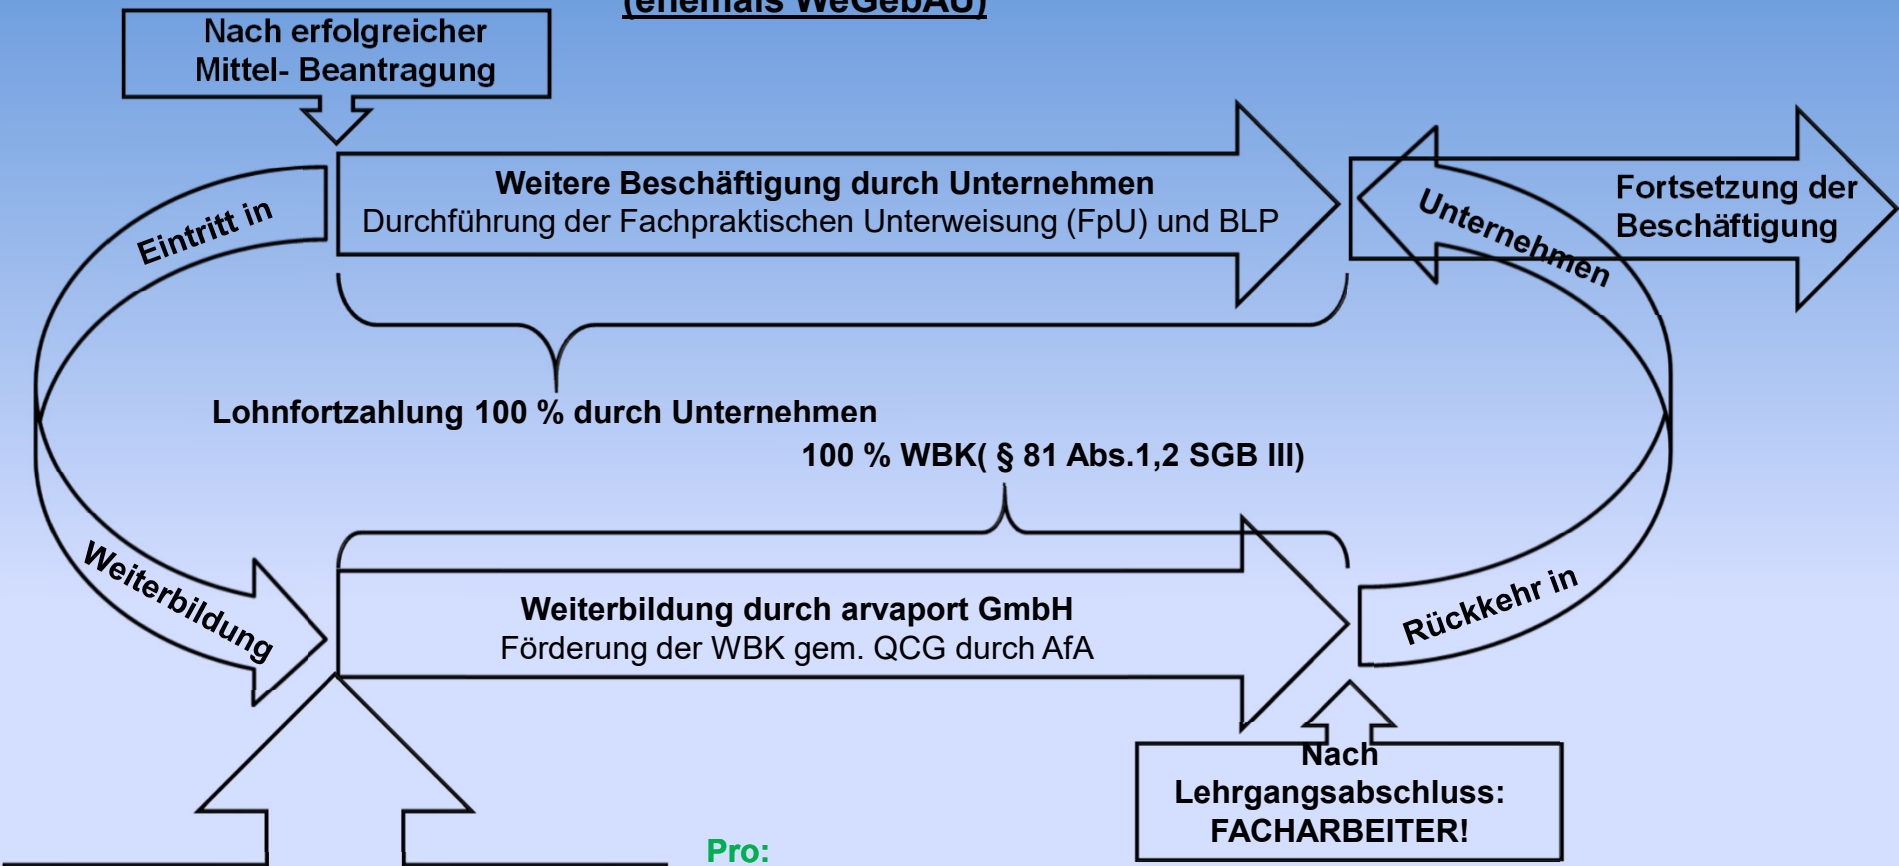 (ehemals WeGebAU)
Nach erfolgreicher
Mittel- Beantragung
Weitere Beschäftigung durch Unternehmen
Durchführung der Fachpraktischen Unterweisung (FpU) und BLP
Fortsetzung der
Beschäftigung
Eintritt in
Unternehmen
Lohnfortzahlung 100 % durch Unternehmen
100 % WBK( § 81 Abs.1,2 SGB III)
Weiterbildung
Weiterbildung durch arvaport GmbH
Förderung der WBK gem. QCG durch AfA
Rückkehr in
Nach
Lehrgangsabschluss:
FACHARBEITER!
Pro: